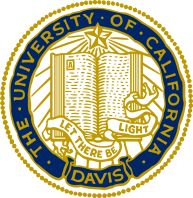 THE UNIVERSITY OF CALIFORNIA
LET THERE BE LIGHT
DAVIS